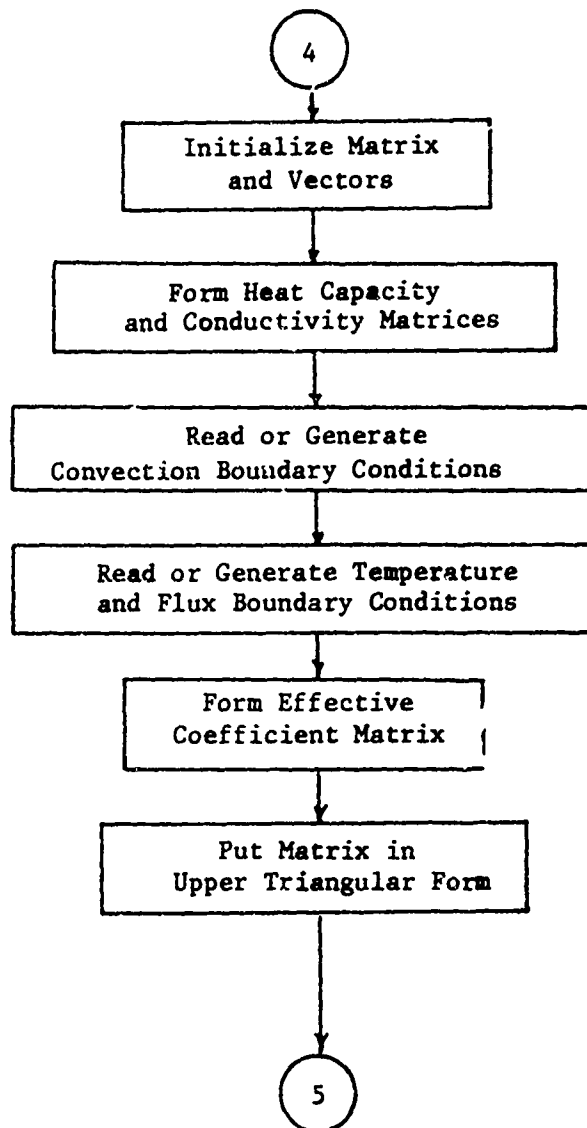 4
Initialize Matrix
and Vectors
Form Heat Capacity
and Conductivity Matrices
Read or Generate
Convection Boundary Conditions
Read or Generate Temperature
and Flux Boundary Conditions
Form Effective
Coefficient Matrix
Put Matrix in
Upper Triangular Form
5